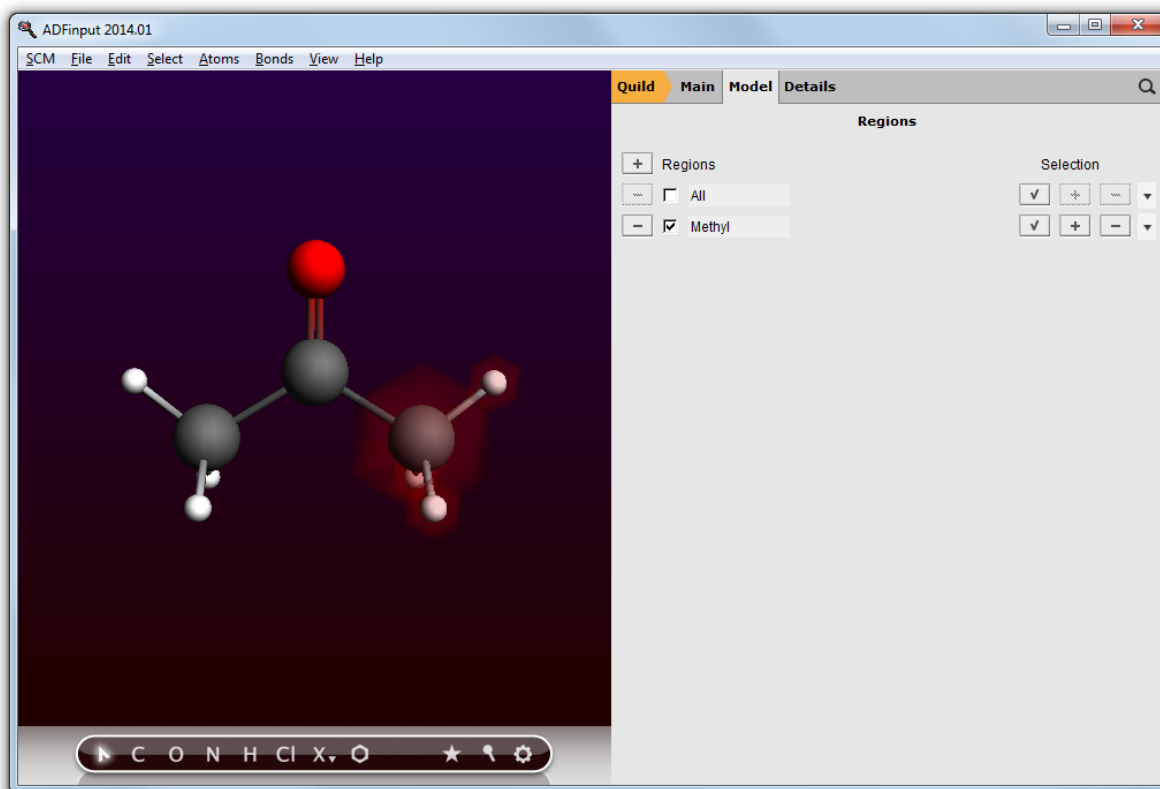 ADFinput 2014.01
SCM File Edit Select Atoms Bonds View Help
Quild Main Model Details
Regions
+ Regions Selection
All
− Methyl + −
C O N H Cl X